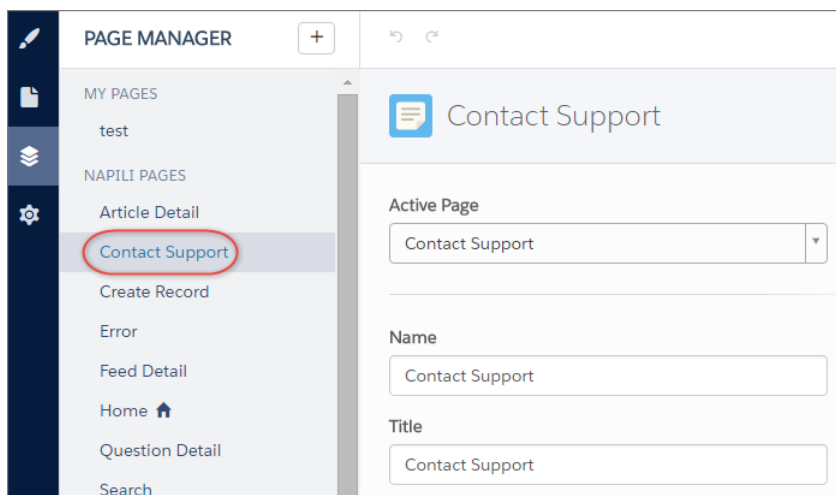 PAGE MANAGER
+
MY PAGES
test
NAPILI PAGES
Article Detail
Contact Support
Create Record
Error
Feed Detail
Home
Question Detail
Search
Contact Support
Active Page
Contact Support
Name
Contact Support
Title
Contact Support